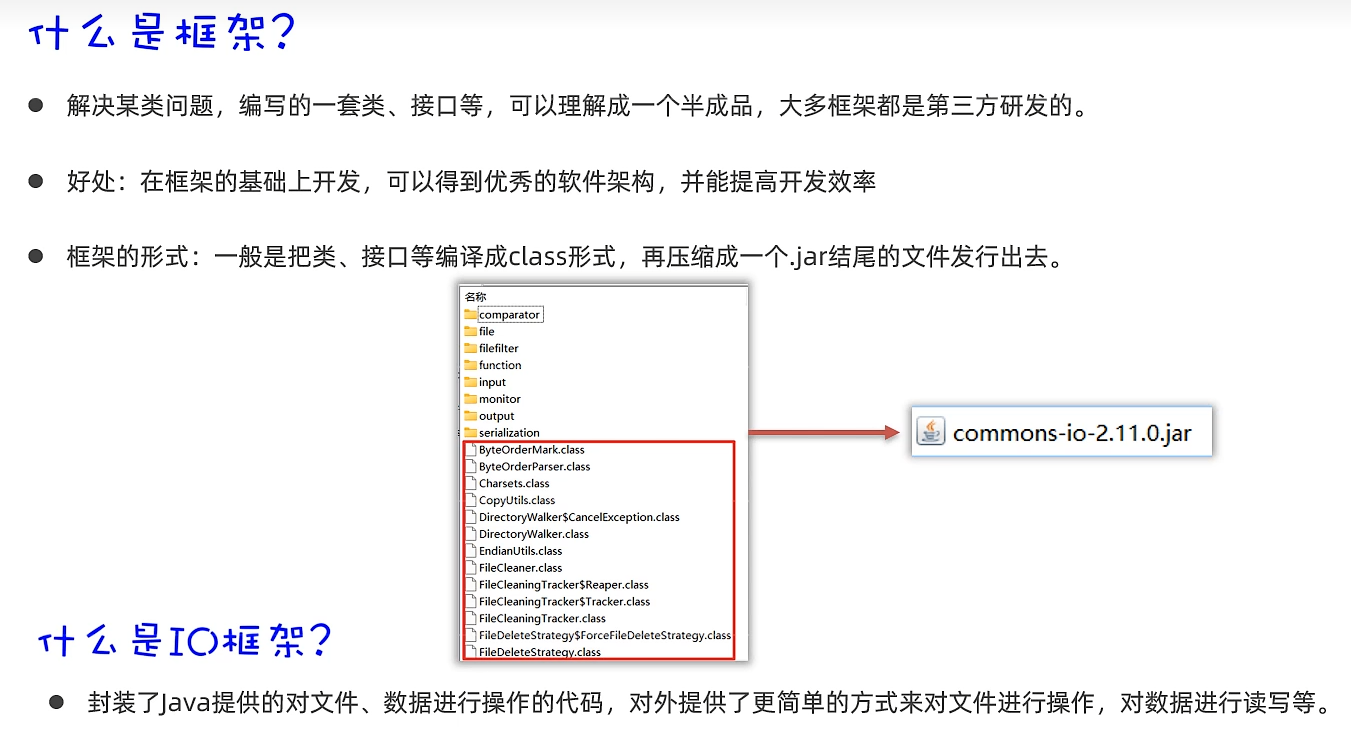 什么是框架?
● 解决某类问题，编写的一套类、接口等，可以理解成一个半成品，大多框架都是第三方研发的。
● 好处：在框架的基础上开发，可以得到优秀的软件架构，并能提高开发效率
● 框架的形式：一般是把类、接口等编译成class形式，再压缩成一个.jar结尾的文件发行出去。
名称
comparator
file
filefilter
function
input
monitor
output
serialization
ByteOrderMark.class
ByteOrderParser.class
Charsets.class
CopyUtils.class
DirectoryWalker$CancelException.class
DirectoryWalker.class
EndianUtils.class
FileCleaner.class
FileCleaningTracker$Reaper.class
FileCleaningTracker$Tracker.class
FileCleaningTracker.class
FileDeleteStrategy$ForceFileDeleteStrategy.class
FileDeleteStrategy.class
commons-io-2.11.0.jar
什么是IO框架?
● 封装了Java提供的对文件、数据进行操作的代码，对外提供了更简单的方式来对文件进行操作，对数据进行读写等。